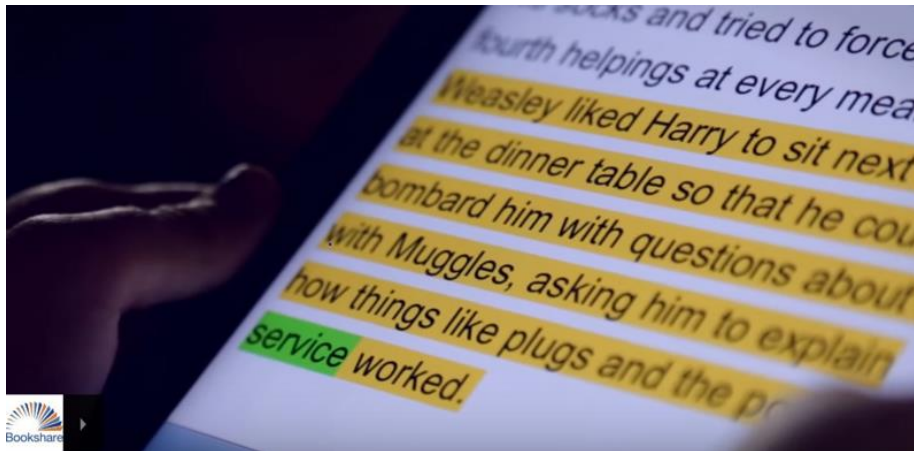 socks and tried to force
fourth helpings at every mea
Weasley liked Harry to sit next
at the dinner table so that he cou
bombard him with questions about
with Muggles, asking him to explain
how things like plugs and the
service worked.
Bookshare